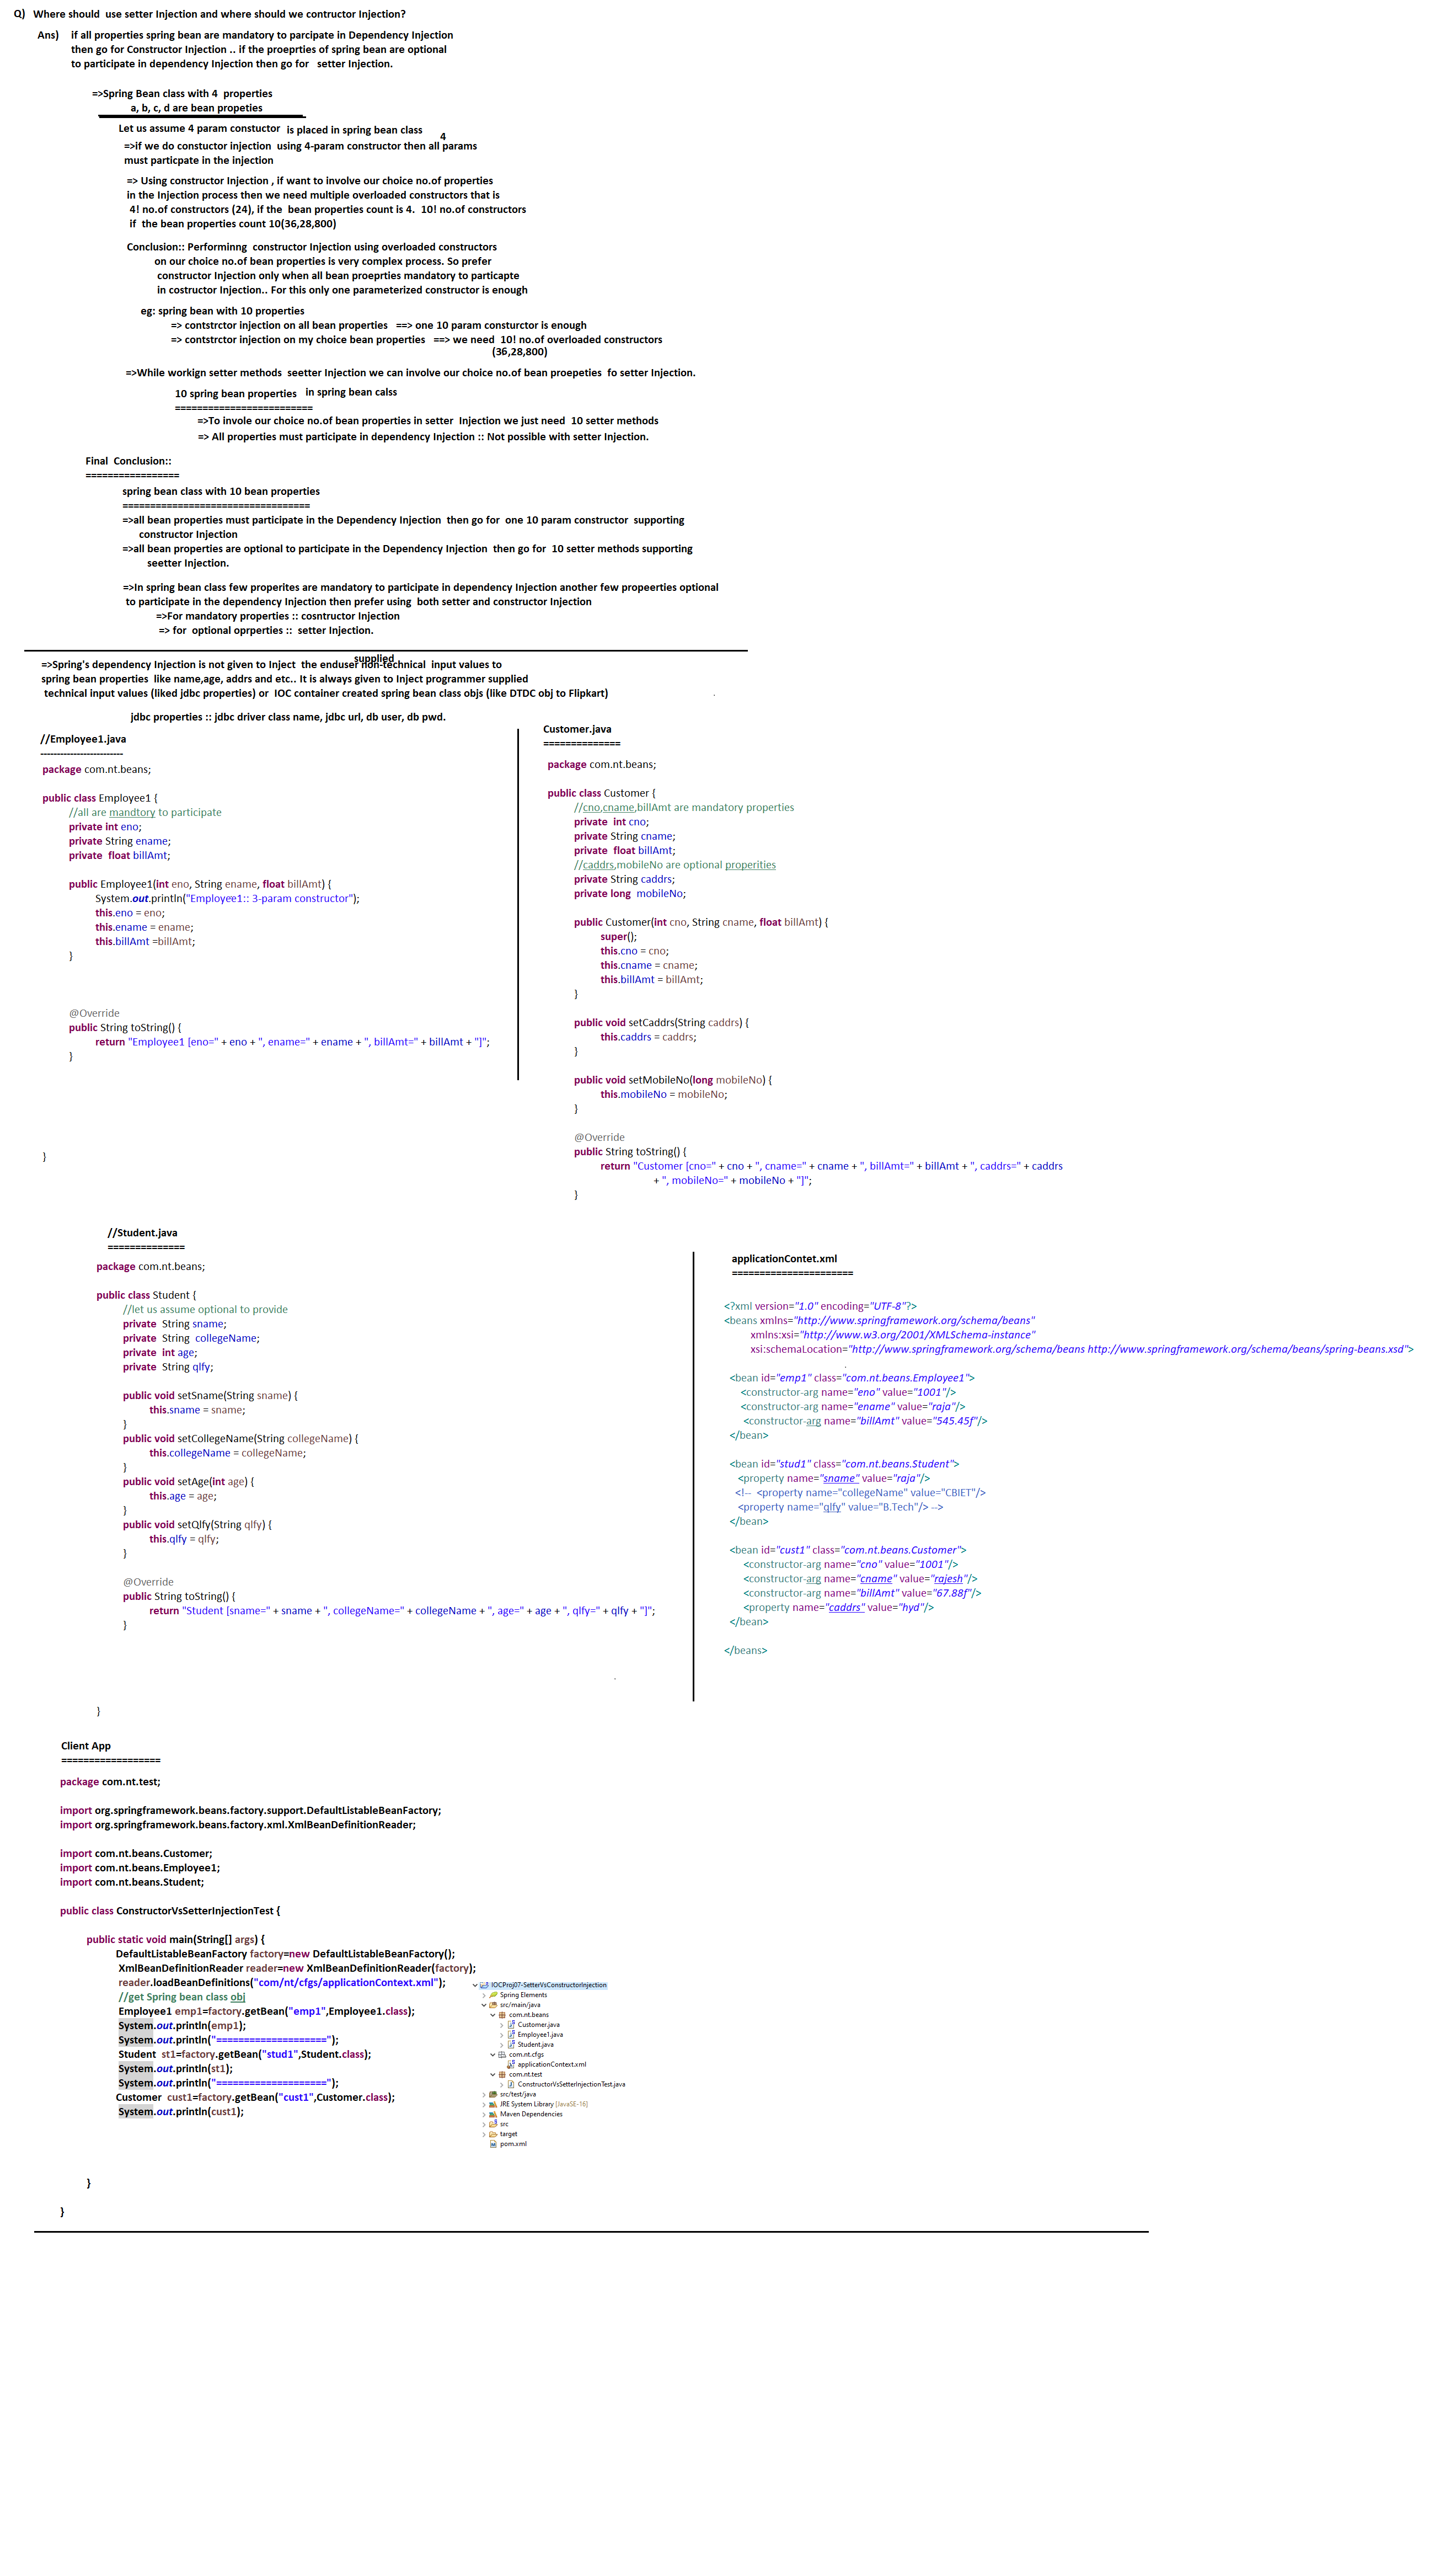 Q)   Where should  use setter Injection and where should we contructor Injection?
Ans)    if all properties spring bean are mandatory to parcipate in Dependency Injection
then go for Constructor Injection .. if the proeprties of spring bean are optional
to participate in dependency Injection then go for   setter Injection.
=>Spring Bean class with 4  properties
a, b, c, d are bean propeties
Let us assume 4 param constuctor  is placed in spring bean class
4
=>if we do constuctor injection  using 4-param constructor then all params
must particpate in the injection
=> Using constructor Injection , if want to involve our choice no.of properties
in the Injection process then we need multiple overloaded constructors that is
4! no.of constructors (24), if the  bean properties count is 4.  10! no.of constructors
if  the bean properties count 10(36,28,800)
Conclusion:: Performinng  constructor Injection using overloaded constructors
on our choice no.of bean properties is very complex process. So prefer
constructor Injection only when all bean proeprties mandatory to particapte
in costructor Injection.. For this only one parameterized constructor is enough
eg: spring bean with 10 properties
=> contstrctor injection on all bean properties   ==> one 10 param consturctor is enough
=> contstrctor injection on my choice bean properties   ==> we need  10! no.of overloaded constructors
(36,28,800)
=>While workign setter methods  seetter Injection we can involve our choice no.of bean proepeties  fo setter Injection.
10 spring bean properties   in spring bean calss
=========================
=>To invole our choice no.of bean properties in setter  Injection we just need  10 setter methods
=> All properties must participate in dependency Injection :: Not possible with setter Injection.
Final  Conclusion::
=================
spring bean class with 10 bean properties
==================================
=>all bean properties must participate in the Dependency Injection  then go for  one 10 param constructor  supporting
constructor Injection
=>all bean properties are optional to participate in the Dependency Injection  then go for  10 setter methods supporting
seetter Injection.
=>In spring bean class few properites are mandatory to participate in dependency Injection another few propeerties optional
to participate in the dependency Injection then prefer using  both setter and constructor Injection
=>For mandatory properties :: cosntructor Injection
=> for  optional oprperties ::  setter Injection.
supplied
=>Spring's dependency Injection is not given to Inject  the enduser non-technical  input values to
spring bean properties  like name,age, addrs and etc.. It is always given to Inject programmer supplied
technical input values (liked jdbc properties) or  IOC container created spring bean class objs (like DTDC obj to Flipkart)
jdbc properties :: jdbc driver class name, jdbc url, db user, db pwd.
//Employee1.java
-------------------------
package com.nt.beans;
public class Employee1 {
//all are mandtory to participate
private int eno;
private String ename;
private  float billAmt;
public Employee1(int eno, String ename, float billAmt) {
System.out.println("Employee1:: 3-param constructor");
this.eno = eno;
this.ename = ename;
this.billAmt =billAmt;
}
@Override
public String toString() {
return "Employee1 [eno=" + eno + ", ename=" + ename + ", billAmt=" + billAmt + "]";
}
}
Customer.java
==============
package com.nt.beans;
public class Customer {
//cno,cname,billAmt are mandatory properties
private  int cno;
private String cname;
private  float billAmt;
//caddrs,mobileNo are optional properities
private String caddrs;
private long  mobileNo;
public Customer(int cno, String cname, float billAmt) {
super();
this.cno = cno;
this.cname = cname;
this.billAmt = billAmt;
}
public void setCaddrs(String caddrs) {
this.caddrs = caddrs;
}
public void setMobileNo(long mobileNo) {
this.mobileNo = mobileNo;
}
@Override
public String toString() {
return "Customer [cno=" + cno + ", cname=" + cname + ", billAmt=" + billAmt + ", caddrs=" + caddrs
+ ", mobileNo=" + mobileNo + "]";
}
//Student.java
==============
package com.nt.beans;
public class Student {
//let us assume optional to provide
private  String sname;
private  String  collegeName;
private  int age;
private  String qlfy;
public void setSname(String sname) {
this.sname = sname;
}
public void setCollegeName(String collegeName) {
this.collegeName = collegeName;
}
public void setAge(int age) {
this.age = age;
}
public void setQlfy(String qlfy) {
this.qlfy = qlfy;
}
@Override
public String toString() {
return "Student [sname=" + sname + ", collegeName=" + collegeName + ", age=" + age + ", qlfy=" + qlfy + "]";
}
}
applicationContet.xml
======================
<?xml version="1.0" encoding="UTF-8"?>
<beans xmlns="http://www.springframework.org/schema/beans"
xmlns:xsi="http://www.w3.org/2001/XMLSchema-instance"
xsi:schemaLocation="http://www.springframework.org/schema/beans http://www.springframework.org/schema/beans/spring-beans.xsd">
<bean id="emp1" class="com.nt.beans.Employee1">
<constructor-arg name="eno" value="1001"/>
<constructor-arg name="ename" value="raja"/>
<constructor-arg name="billAmt" value="545.45f"/>
</bean>
<bean id="stud1" class="com.nt.beans.Student">
<property name="sname" value="raja"/>
<!--  <property name="collegeName" value="CBIET"/>
<property name="qlfy" value="B.Tech"/> -->
</bean>
<bean id="cust1" class="com.nt.beans.Customer">
<constructor-arg name="cno" value="1001"/>
<constructor-arg name="cname" value="rajesh"/>
<constructor-arg name="billAmt" value="67.88f"/>
<property name="caddrs" value="hyd"/>
</bean>
</beans>
Client App
==================
package com.nt.test;
import org.springframework.beans.factory.support.DefaultListableBeanFactory;
import org.springframework.beans.factory.xml.XmlBeanDefinitionReader;
import com.nt.beans.Customer;
import com.nt.beans.Employee1;
import com.nt.beans.Student;
public class ConstructorVsSetterInjectionTest {
public static void main(String[] args) {
DefaultListableBeanFactory factory=new DefaultListableBeanFactory();
XmlBeanDefinitionReader reader=new XmlBeanDefinitionReader(factory);
reader.loadBeanDefinitions("com/nt/cfgs/applicationContext.xml");
//get Spring bean class obj
Employee1 emp1=factory.getBean("emp1",Employee1.class);
System.out.println(emp1);
System.out.println("====================");
Student  st1=factory.getBean("stud1",Student.class);
System.out.println(st1);
System.out.println("====================");
Customer  cust1=factory.getBean("cust1",Customer.class);
System.out.println(cust1);
}
}
IOCProj07-SetterVsConstructorInjection
Spring Elements
src/main/java
com.nt.beans
Customer.java
Employee1.java
Student.java
com.nt.cfgs
applicationContext.xml
com.nt.test
ConstructorVsSetterInjectionTest.java
src/test/java
JRE System Library [JavaSE-16]
Maven Dependencies
src
target
pom.xml